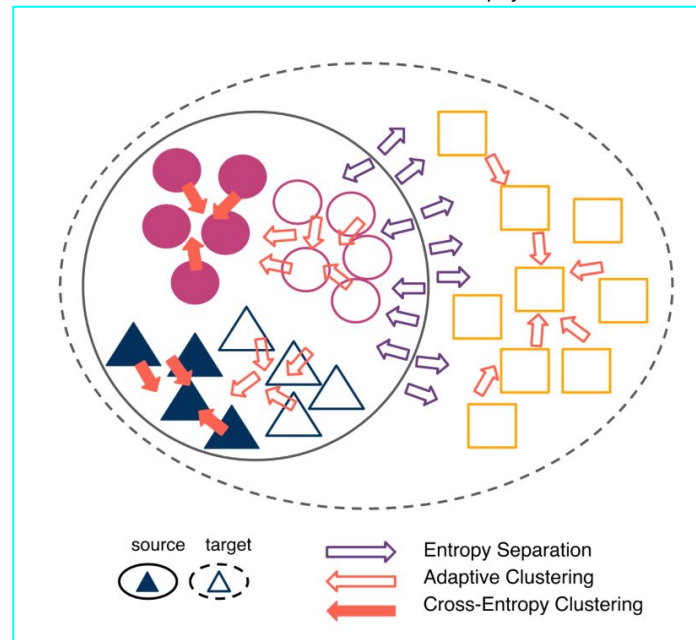 source target
Entropy Separation
Adaptive Clustering
Cross-Entropy Clustering